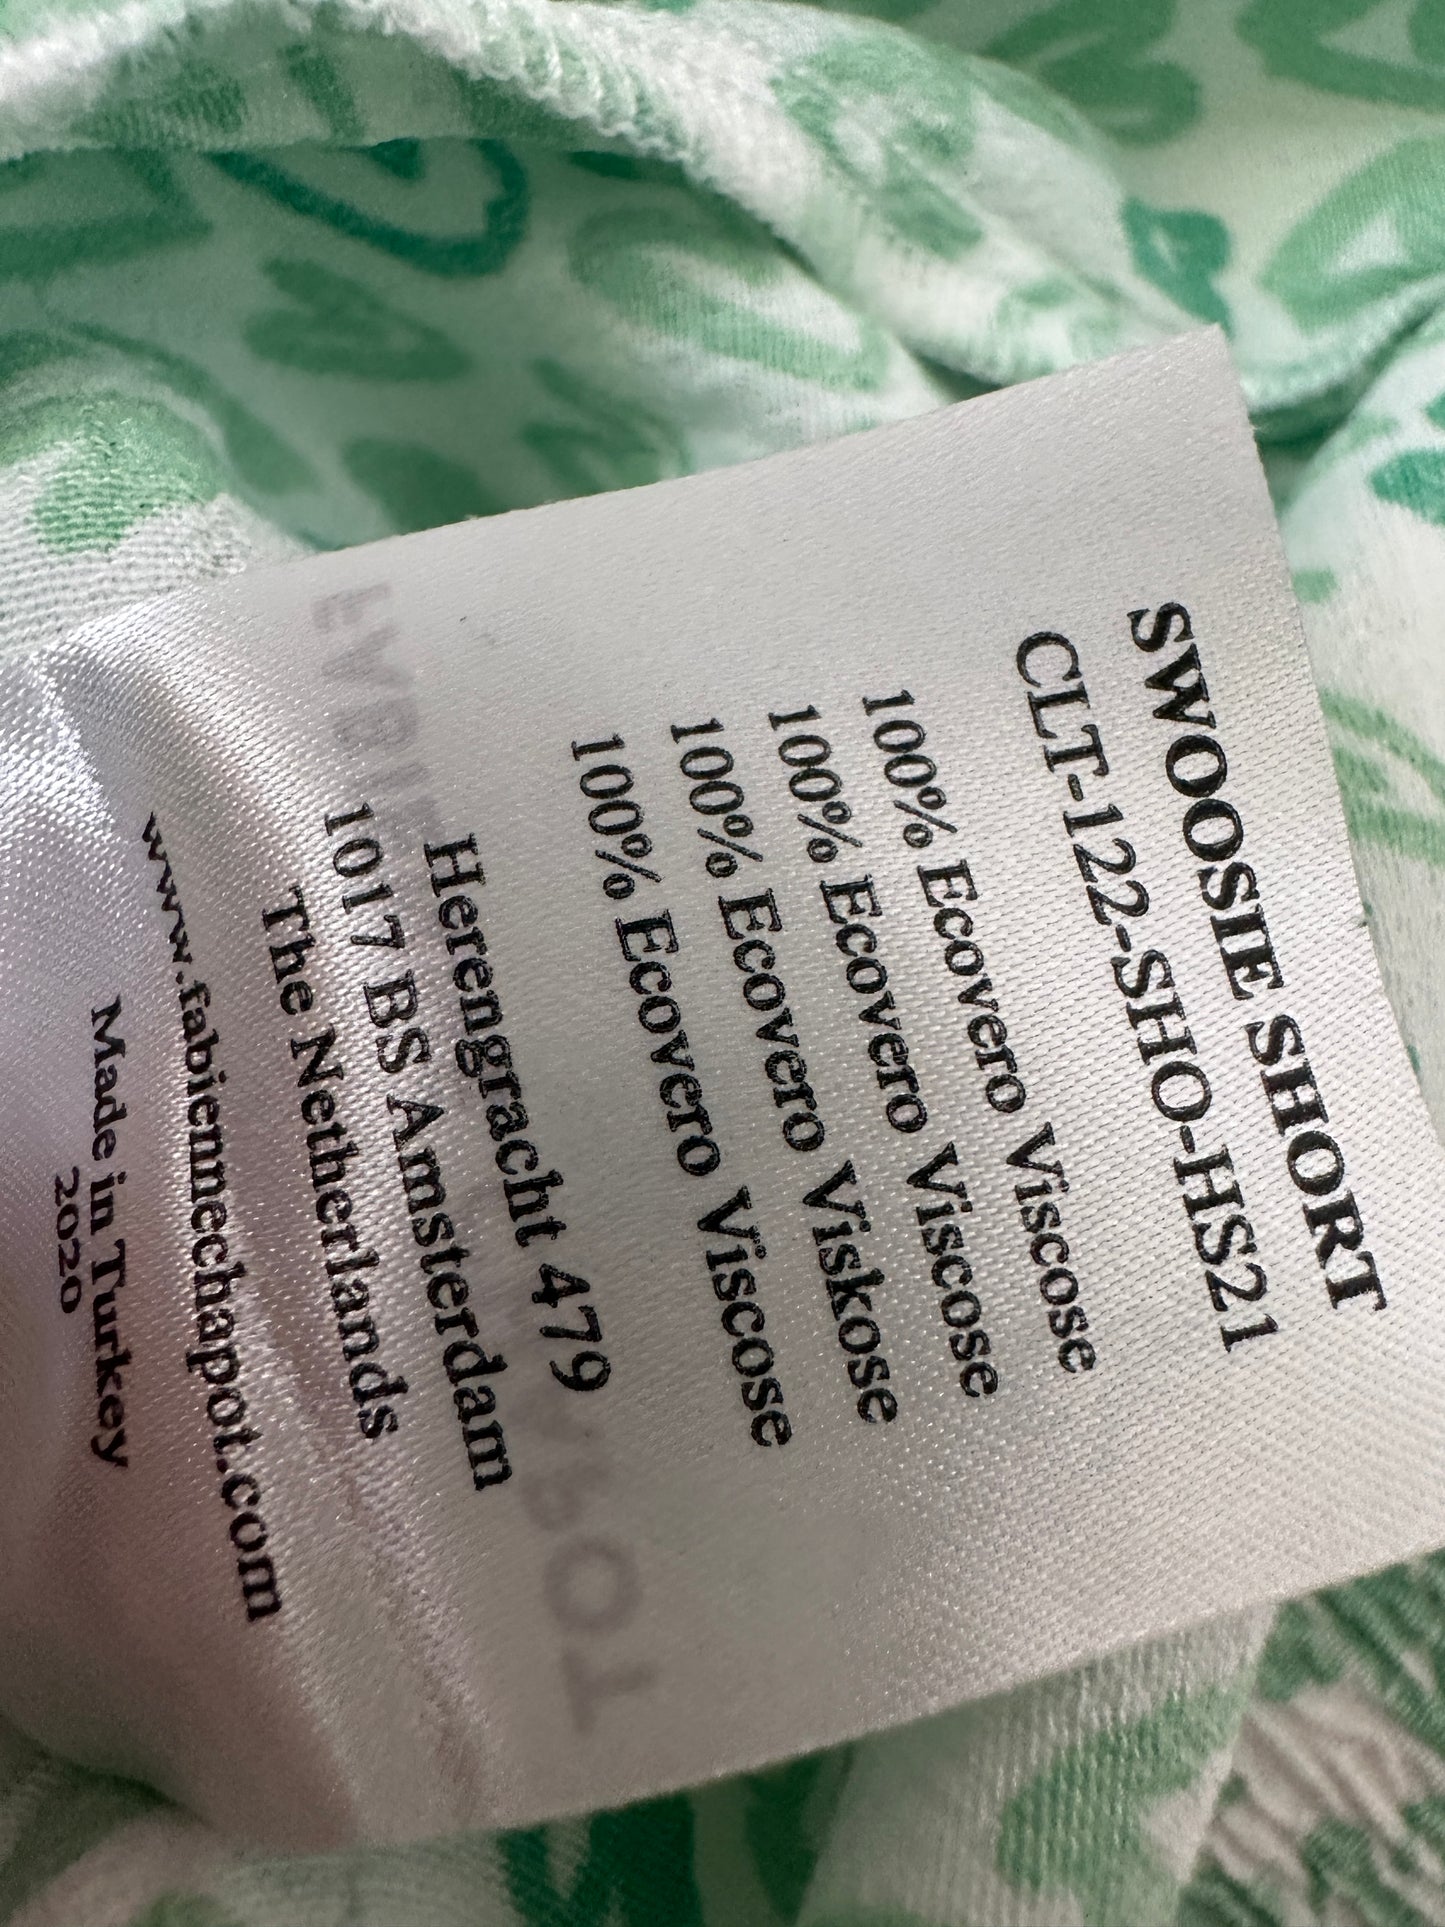 SWOOSIE SHORT
CLT-122-SHO-HS21
100% Ecovero Viscose
100% Ecovero Viscose
100% Ecovero Viskose
100% Ecovero Viscose
Herengracht 479
1017 BS Amsterdam
The Netherlands
www.fabiennechapot.com
Made in Turkey
2020